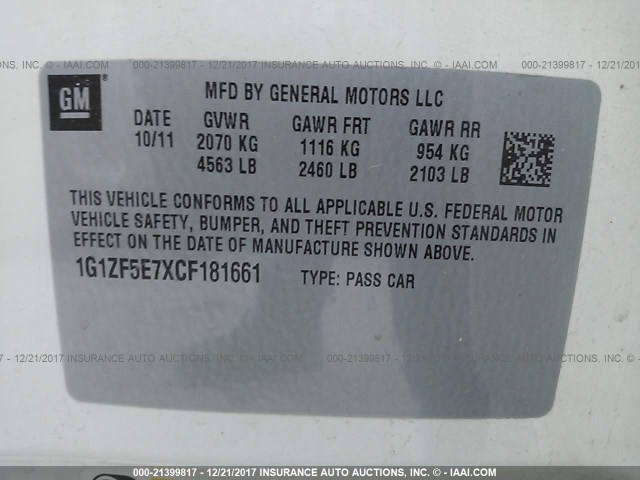 000-21399817 - 12/21/2017 INSURANCE AUTO AUCTIONS, INC. - © IAAI.COM
GM ®
MFD BY GENERAL MOTORS LLC
DATE GVWR GAWR FRT GAWR RR
10/11 2070 KG 1116 KG 954 KG
4563 LB 2460 LB 2103 LB
THIS VEHICLE CONFORMS TO ALL APPLICABLE U.S. FEDERAL MOTOR
VEHICLE SAFETY, BUMPER, AND THEFT PREVENTION STANDARDS IN
EFFECT ON THE DATE OF MANUFACTURE SHOWN ABOVE.
1G1ZF5E7XCF181661 TYPE: PASS CAR
000-21399817 - 12/21/2017 INSURANCE AUTO AUCTIONS, INC. - © IAAI.COM
000-21399817 - 12/21/2017 INSURANCE AUTO AUCTIONS, INC. - © IAAI.COM